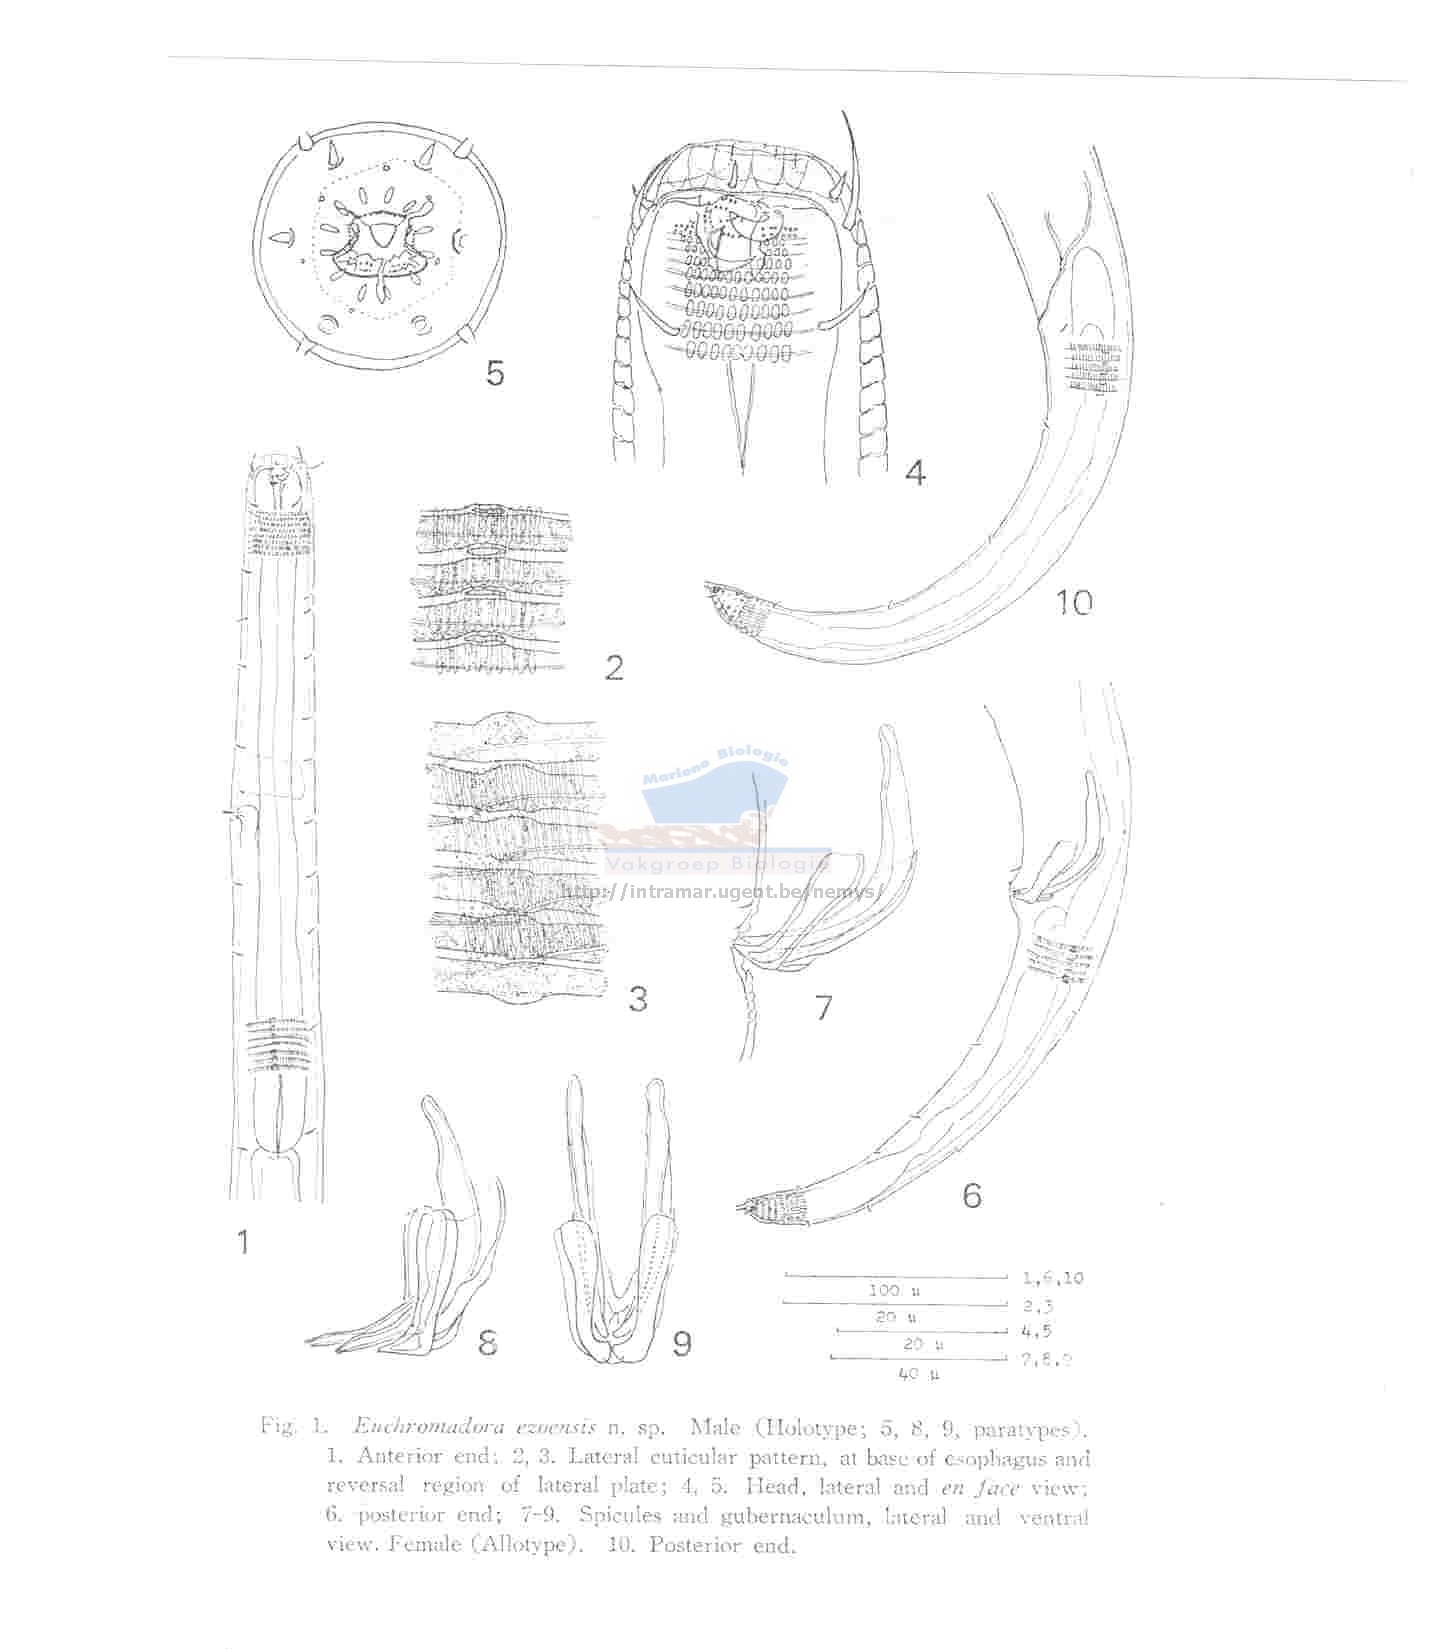 5
4
10
2
Marine Biologie
Vakgroep Biologie
http://intramar.ugent.be/nemys/
3
7
6
1
8
9
1,6,10
100 μ
2,3
20 μ
4,5
20 μ
7,8,9
40 μ
Fig. 1. Euchromadora ezoensis n. sp. Male (Holotype; 5, 8, 9, paratypes).
1. Anterior end; 2, 3. Lateral cuticular pattern, at base of esophagus and
reversal region of lateral plate; 4, 5. Head, lateral and en face view;
6. posterior end; 7-9. Spicules and gubernaculum, lateral and ventral
view. Female (Allotype). 10. Posterior end.